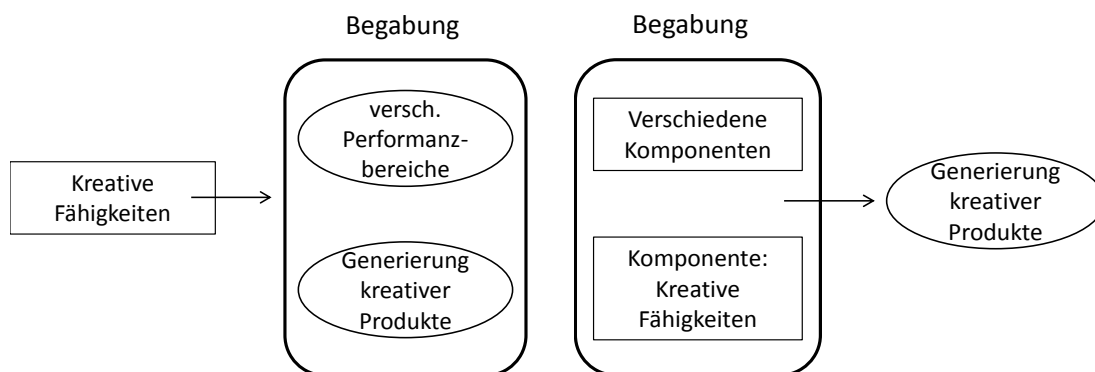 Begabung
Begabung
Kreative
Fähigkeiten
versch.
Performanz-
bereiche
Generierung
kreativer
Produkte
Verschiedene
Komponenten
Komponente:
Kreative
Fähigkeiten
Generierung
kreativer
Produkte